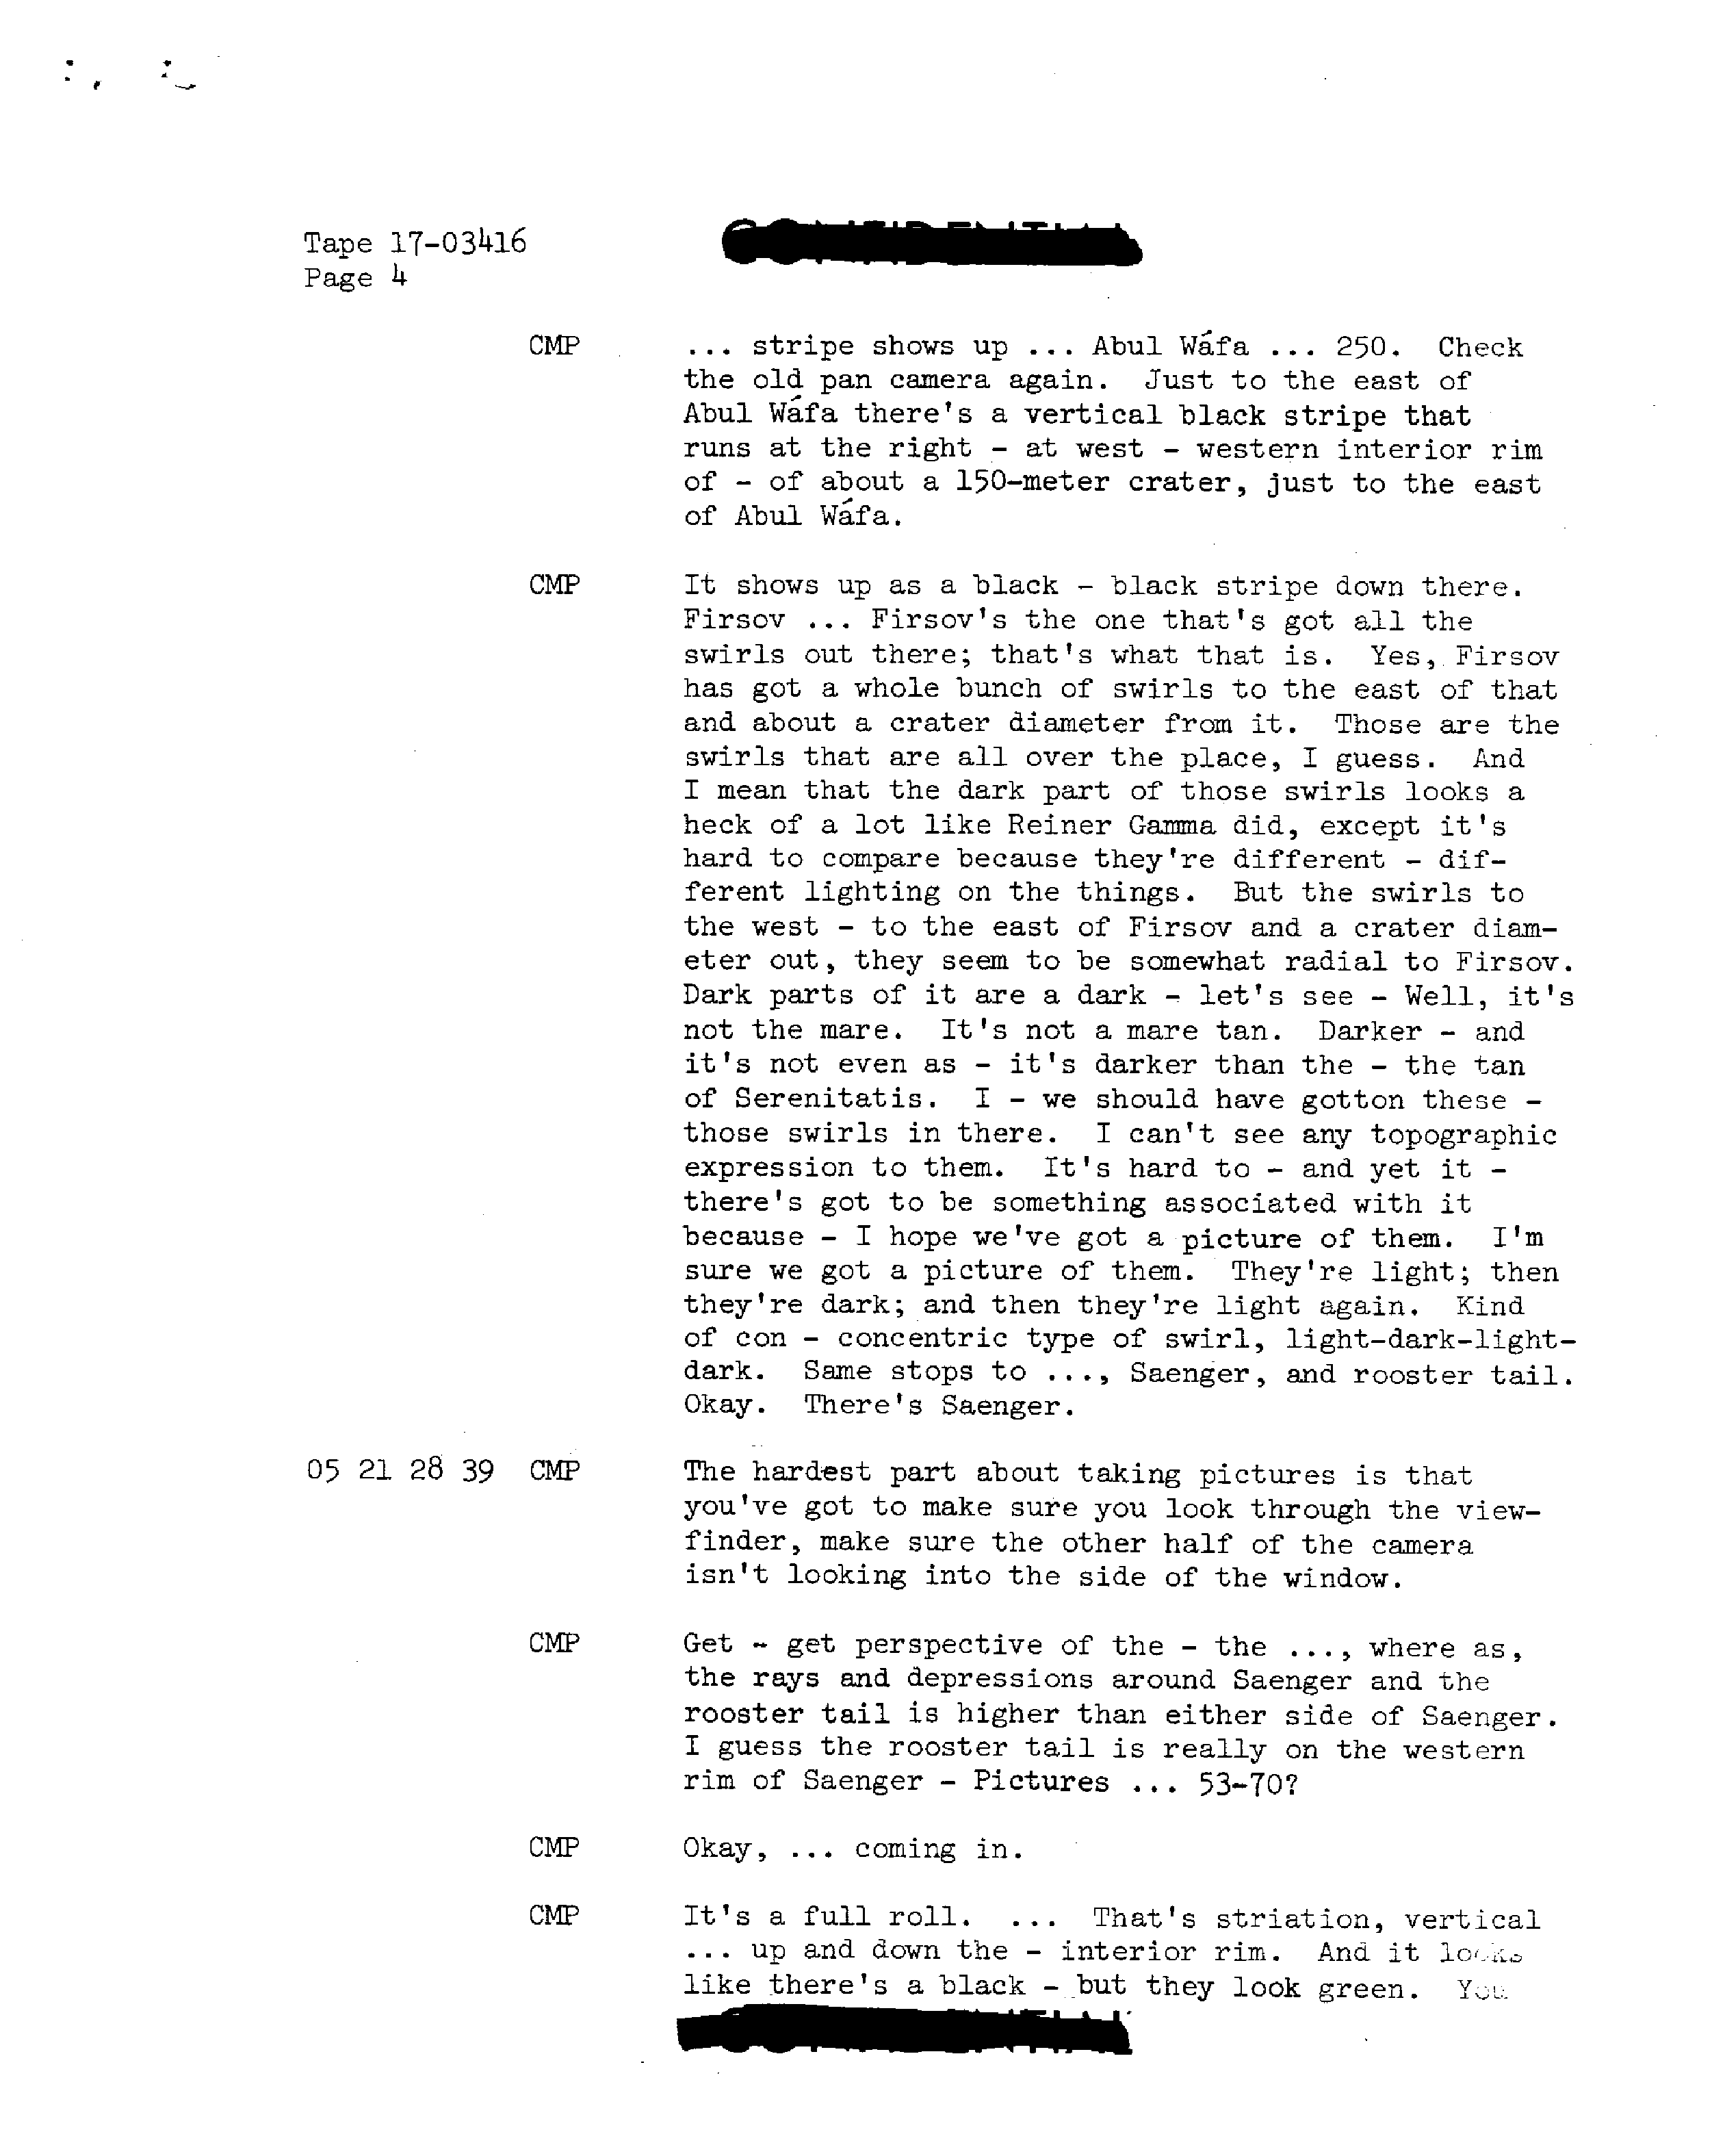 Tape 17-03416
Page 4
CMP ... stripe shows up ... Abul Wáfa ... 250. Check
the old pan camera again. Just to the east of
Abul Wáfa there's a vertical black stripe that
runs at the right - at west - western interior rim
of - of about a 150-meter crater, just to the east
of Abul Wáfa.
CMP It shows up as a black - black stripe down there.
Firsov ... Firsov's the one that's got all the
swirls out there; that's what that is. Yes, Firsov
has got a whole bunch of swirls to the east of that
and about a crater diameter from it. Those are the
swirls that are all over the place, I guess. And
I mean that the dark part of those swirls looks a
heck of a lot like Reiner Gamma did, except it's
hard to compare because they're different - dif-
ferent lighting on the things. But the swirls to
the west - to the east of Firsov and a crater diam-
eter out, they seem to be somewhat radial to Firsov.
Dark parts of it are a dark - let's see - Well, it's
not the mare. It's not a mare tan. Darker - and
it's not even as - it's darker than the - the tan
of Serenitatis. I - we should have gotton these -
those swirls in there. I can't see any topographic
expression to them. It's hard to - and yet it -
there's got to be something associated with it
because - I hope we've got a picture of them. I'm
sure we got a picture of them. They're light; then
they're dark; and then they're light again. Kind
of con - concentric type of swirl, light-dark-light-
dark. Same stops to ..., Saenger, and rooster tail.
Okay. There's Saenger.
05 21 28 39 CMP The hardest part about taking pictures is that
you've got to make sure you look through the view-
finder, make sure the other half of the camera
isn't looking into the side of the window.
CMP Get - get perspective of the - the ..., where as,
the rays and depressions around Saenger and the
rooster tail is higher than either side of Saenger.
I guess the rooster tail is really on the western
rim of Saenger - Pictures ... 53-70?
CMP Okay, ... coming in.
CMP It's a full roll. ... That's striation, vertical
... up and down the - interior rim. And it looks
like there's a black - but they look green. You